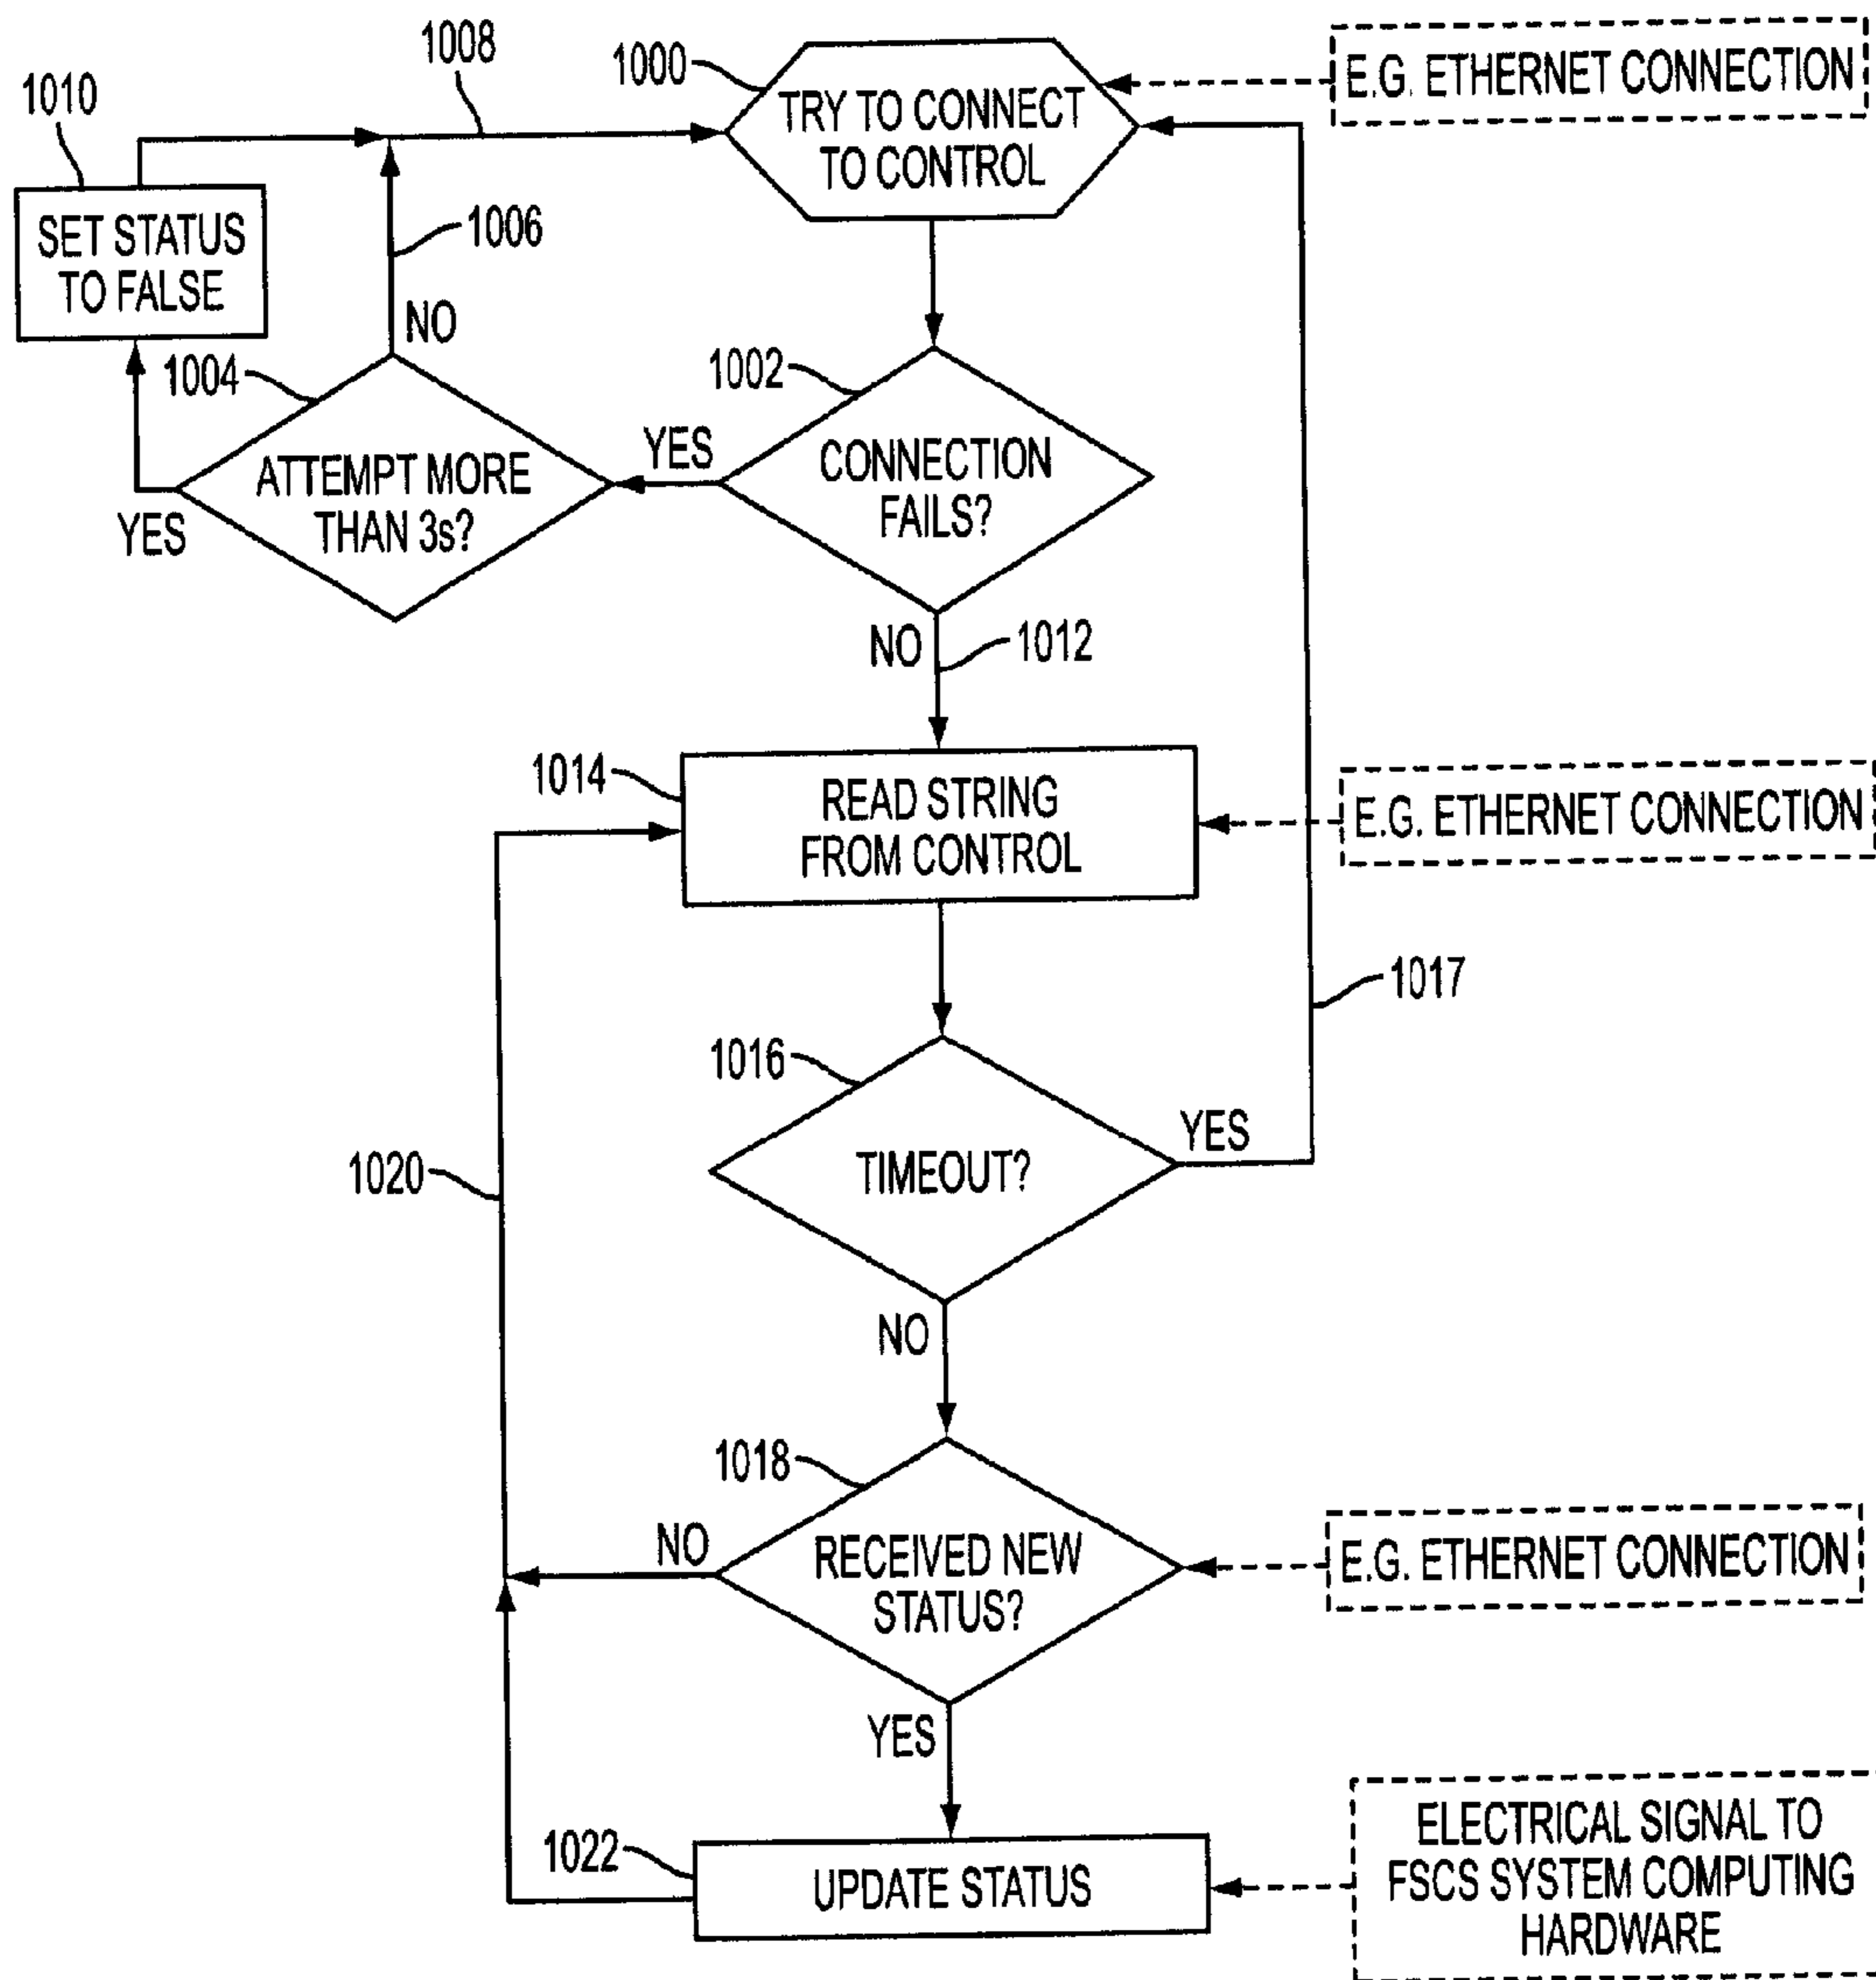 1008
1000
E.G. ETHERNET CONNECTION
1010
TRY TO CONNECT
TO CONTROL
SET STATUS
TO FALSE
1006
NO
1004
1002
YES
CONNECTION
FAILS?
ATTEMPT MORE
THAN 3s?
YES
NO
1012
1014
READ STRING
FROM CONTROL
E.G. ETHERNET CONNECTION
1017
1016
YES
TIMEOUT?
1020
NO
1018
NO
RECEIVED NEW
STATUS?
E.G. ETHERNET CONNECTION
YES
1022
UPDATE STATUS
ELECTRICAL SIGNAL TO
FSCS SYSTEM COMPUTING
HARDWARE